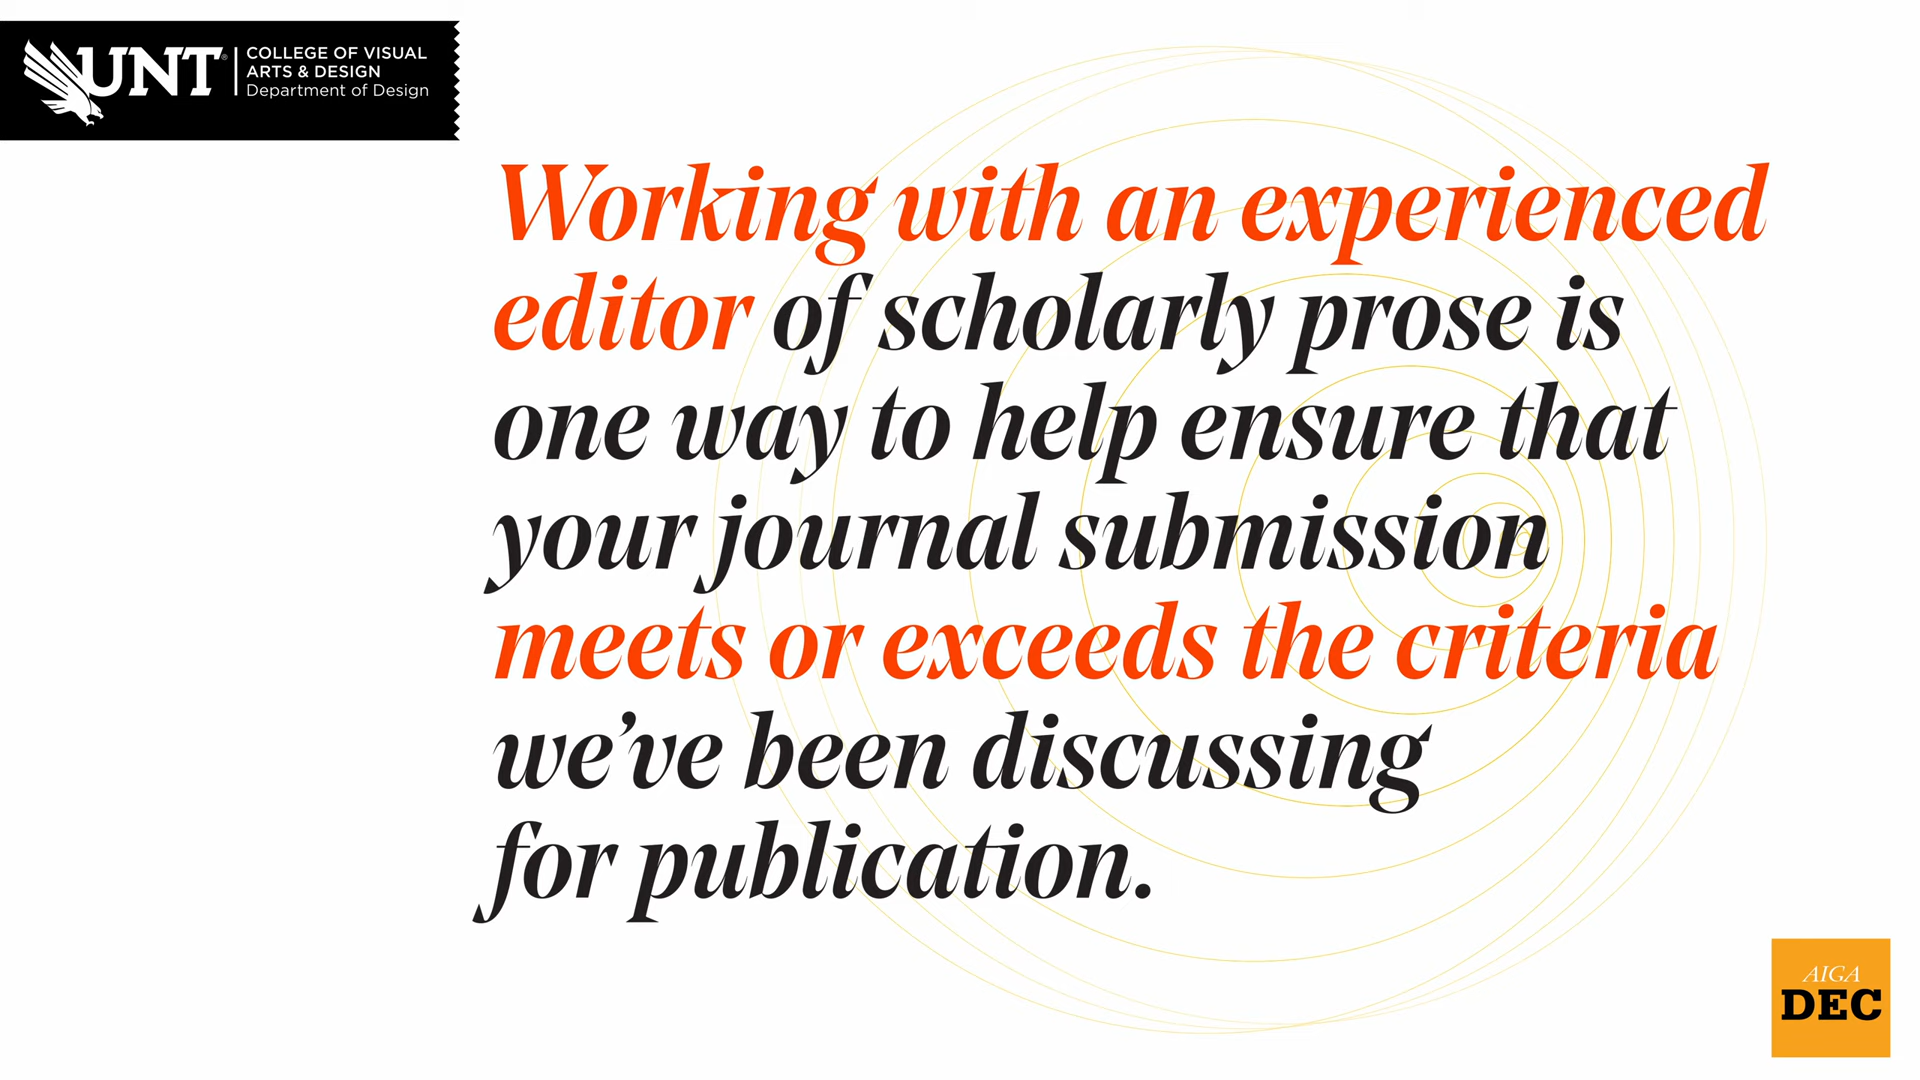 UNT®
COLLEGE OF VISUAL
ARTS & DESIGN
Department of Design
Working with an experienced
editor of scholarly prose is
one way to help ensure that
your journal submission
meets or exceeds the criteria
we’ve been discussing
for publication.
AIGA
DEC